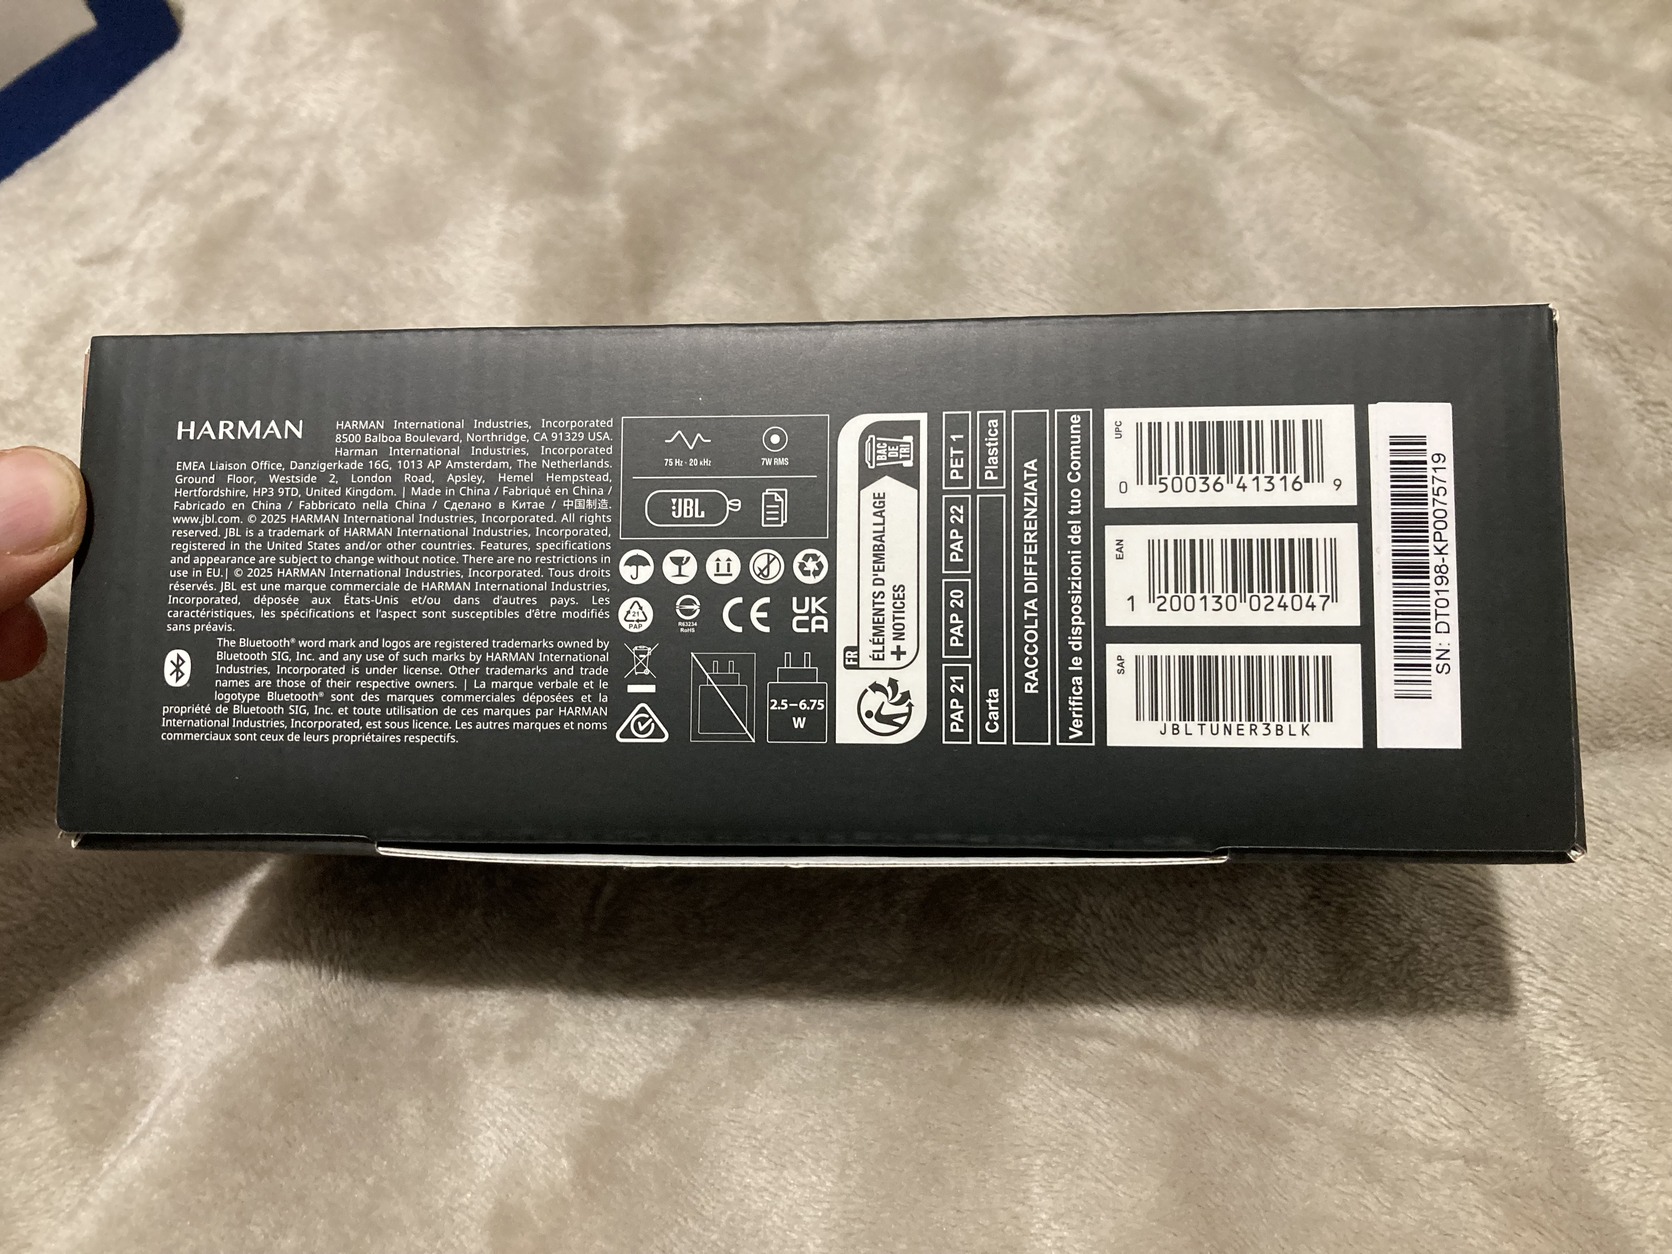 HARMAN
HARMAN International Industries, Incorporated
8500 Balboa Boulevard, Northridge, CA 91329 USA.
Harman International Industries, Incorporated
EMEA Liaison Office, Danzigerkade 16G, 1013 AP Amsterdam, The Netherlands.
Ground Floor, Westside 2, London Road, Apsley, Hemel Hempstead,
Hertfordshire, HP3 9TD, United Kingdom. | Made in China / Fabriqué en China /
Fabricado en China / Fabbricato nella China / Сделано в Китае / 中国制造.
www.jbl.com. © 2025 HARMAN International Industries, Incorporated. All rights
reserved. JBL is a trademark of HARMAN International Industries, Incorporated,
registered in the United States and/or other countries. Features, specifications
and appearance are subject to change without notice. There are no restrictions in
use in EU.| © 2025 HARMAN International Industries, Incorporated. Tous droits
réservés. JBL est une marque commerciale de HARMAN International Industries,
Incorporated, déposée aux États-Unis et/ou dans d'autres pays. Les
caractéristiques, les spécifications et l'aspect sont susceptibles d'être modifiés
sans préavis.
The Bluetooth® word mark and logos are registered trademarks owned by
Bluetooth SIG, Inc. and any use of such marks by HARMAN International
Industries, Incorporated is under license. Other trademarks and trade
names are those of their respective owners. | La marque verbale et le
logotype Bluetooth® sont des marques commerciales déposées et la
propriété de Bluetooth SIG, Inc. et toute utilisation de ces marques par HARMAN
International Industries, Incorporated, est sous licence. Les autres marques et noms
commerciaux sont ceux de leurs propriétaires respectifs.
75 Hz - 20 kHz
7W RMS
JBL
21
PAP
R63234
RoHS
CE
UK
CA
2.5–6.75
W
BAC
DE
TRI
FR
ÉLÉMENTS D'EMBALLAGE
+ NOTICES
PAP 21
PAP 20
PAP 22
PET 1
Carta
Plastica
RACCOLTA DIFFERENZIATA
Verifica le disposizioni del tuo Comune
UPC
0 50036 41316 9
EAN
1 200130 024047
SAP
JBLTUNER3BLK
SN: DT0198-KP0075719